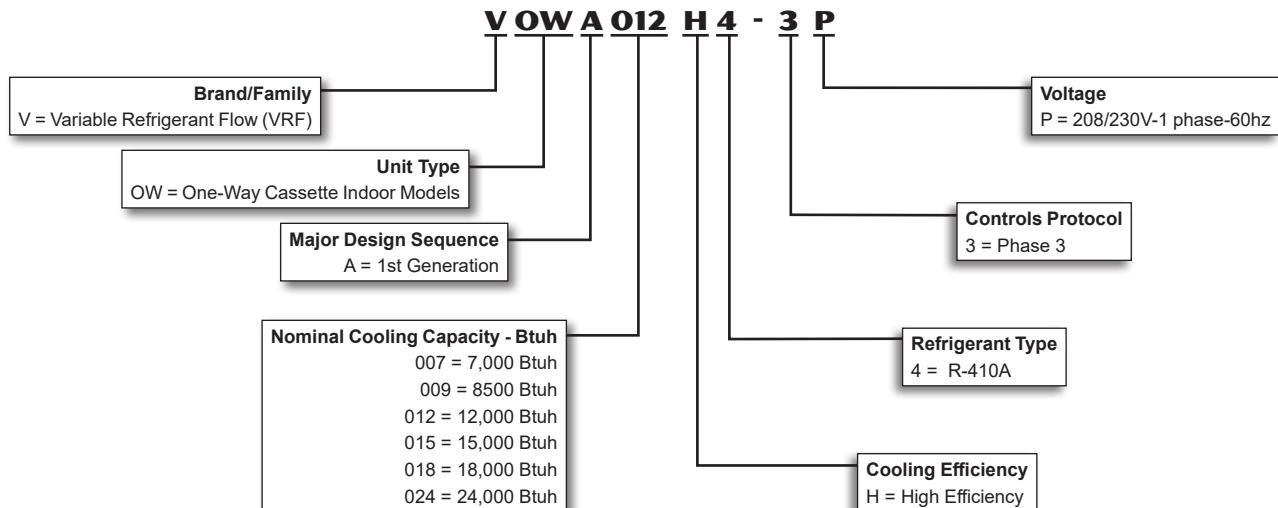 V OW A 012 H 4 - 3 P
Brand/Family
V = Variable Refrigerant Flow (VRF)
Unit Type
OW = One-Way Cassette Indoor Models
Major Design Sequence
A = 1st Generation
Nominal Cooling Capacity - Btuh
007 = 7,000 Btuh
009 = 8500 Btuh
012 = 12,000 Btuh
015 = 15,000 Btuh
018 = 18,000 Btuh
024 = 24,000 Btuh
Voltage
P = 208/230V-1 phase-60hz
Controls Protocol
3 = Phase 3
Refrigerant Type
4 = R-410A
Cooling Efficiency
H = High Efficiency